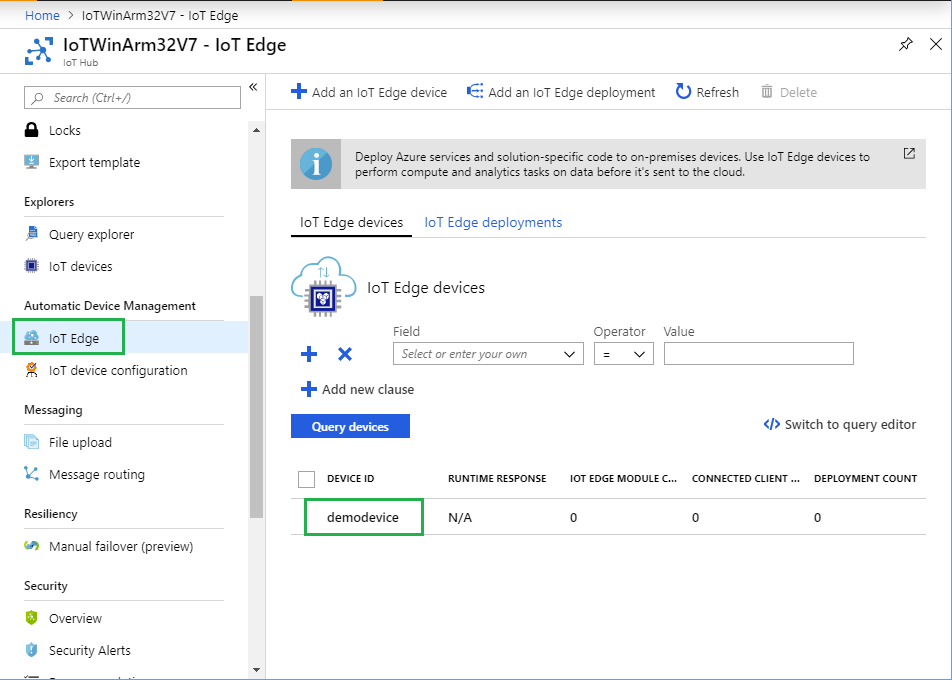 Home > IoTWinArm32V7 - IoT Edge
IoTWinArm32V7 - IoT Edge
IoT Hub
Search (Ctrl+/)
«
Locks
Export template
Explorers
Query explorer
IoT devices
Automatic Device Management
IoT Edge
IoT device configuration
Messaging
File upload
Message routing
Resiliency
Manual failover (preview)
Security
Overview
Security Alerts
Add an IoT Edge device
Add an IoT Edge deployment
Refresh
Delete
Deploy Azure services and solution-specific code to on-premises devices. Use IoT Edge devices to
perform compute and analytics tasks on data before it's sent to the cloud.
IoT Edge devices
IoT Edge deployments
IoT Edge devices
Field
Operator
Value
Select or enter your own
=
Add new clause
Query devices
</> Switch to query editor
DEVICE ID RUNTIME RESPONSE IOT EDGE MODULE C... CONNECTED CLIENT ... DEPLOYMENT COUNT
demodevice N/A 0 0 0